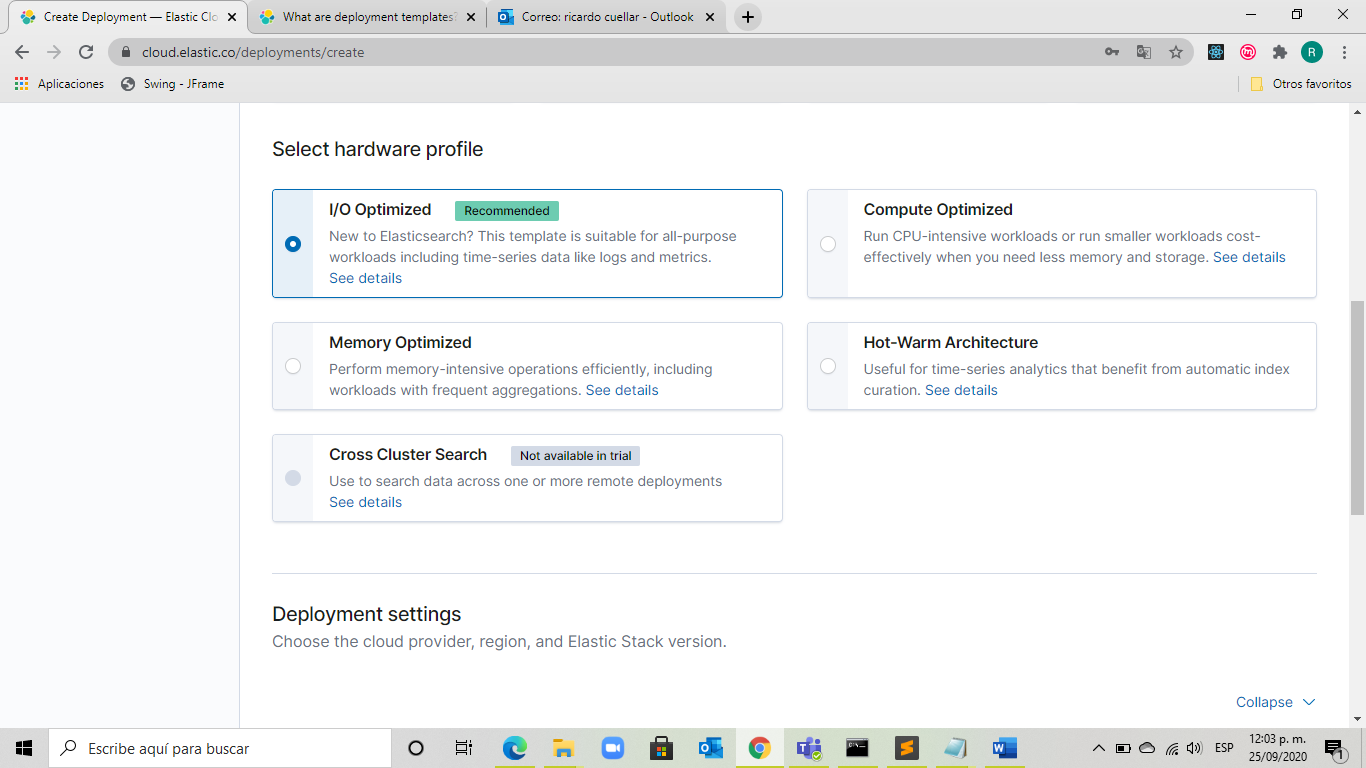 Create Deployment — Elastic Clo
What are deployment templates?
Correo: ricardo cuellar - Outlook
cloud.elastic.co/deployments/create
R
Aplicaciones
Swing - JFrame
Otros favoritos
Select hardware profile
I/O Optimized Recommended
New to Elasticsearch? This template is suitable for all-purpose
workloads including time-series data like logs and metrics.
See details
Compute Optimized
Run CPU-intensive workloads or run smaller workloads cost-
effectively when you need less memory and storage. See details
Memory Optimized
Perform memory-intensive operations efficiently, including
workloads with frequent aggregations. See details
Hot-Warm Architecture
Useful for time-series analytics that benefit from automatic index
curation. See details
Cross Cluster Search Not available in trial
Use to search data across one or more remote deployments
See details
Deployment settings
Choose the cloud provider, region, and Elastic Stack version.
Collapse
Escribe aquí para buscar
ESP
12:03 p. m.
25/09/2020
1